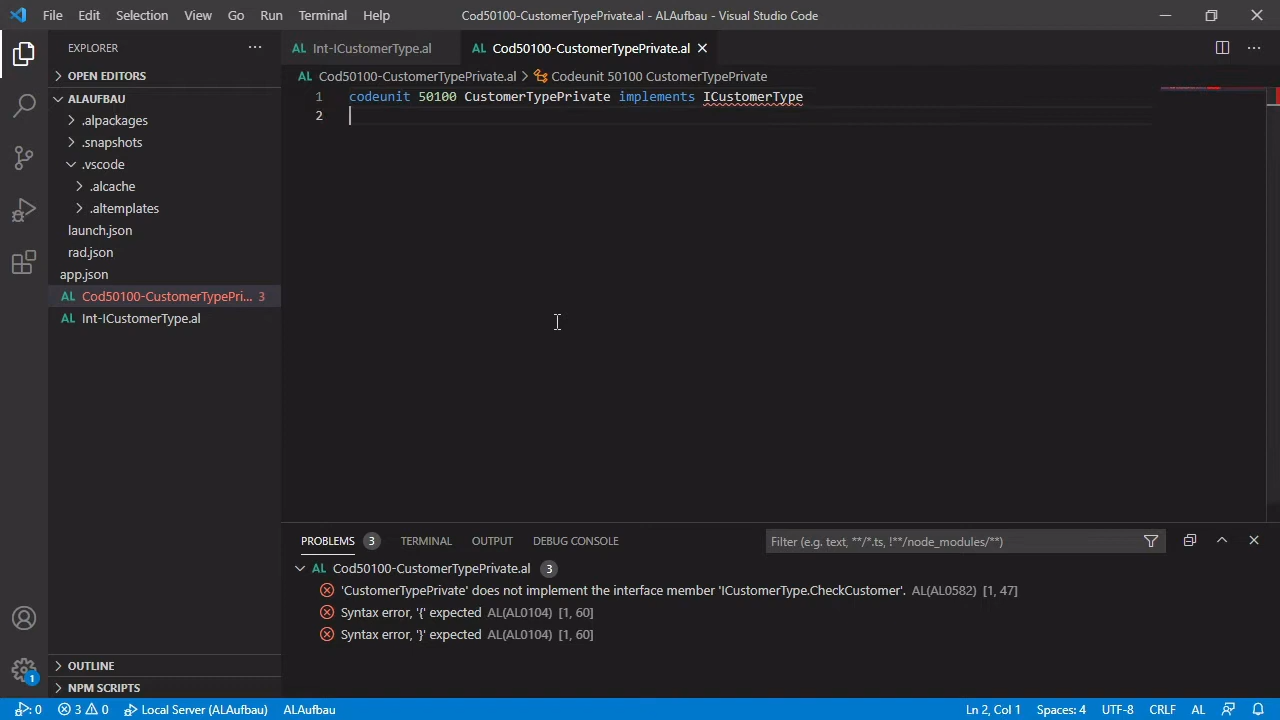 File Edit Selection View Go Run Terminal Help Cod50100-CustomerTypePrivate.al - ALAufbau - Visual Studio Code
EXPLORER ···
OPEN EDITORS
ALAUFBAU
.alpackages
.snapshots
.vscode
.alcache
.altemplates
launch.json
rad.json
app.json
AL Cod50100-CustomerTypePri... 3
AL Int-ICustomerType.al
OUTLINE
NPM SCRIPTS
1
AL Int-ICustomerType.al AL Cod50100-CustomerTypePrivate.al
AL Cod50100-CustomerTypePrivate.al > Codeunit 50100 CustomerTypePrivate
1 codeunit 50100 CustomerTypePrivate implements ICustomerType
2
PROBLEMS 3 TERMINAL OUTPUT DEBUG CONSOLE Filter (e.g. text, **/*.ts, !**/node_modules/**)
AL Cod50100-CustomerTypePrivate.al 3
'CustomerTypePrivate' does not implement the interface member 'ICustomerType.CheckCustomer'. AL(AL0582) [1, 47]
Syntax error, '{' expected AL(AL0104) [1, 60]
Syntax error, '}' expected AL(AL0104) [1, 60]
0 3 0 Local Server (ALAufbau) ALAufbau Ln 2, Col 1 Spaces: 4 UTF-8 CRLF AL